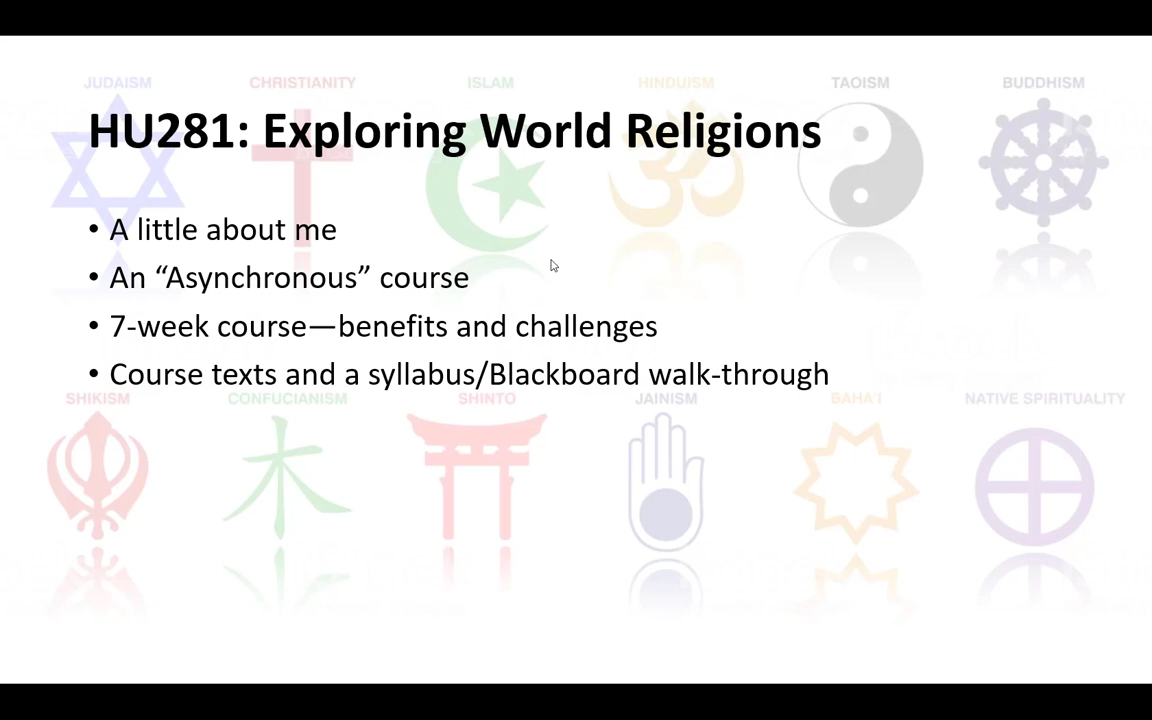 JUDAISM CHRISTIANITY ISLAM HINDUISM TAOISM BUDDHISM
HU281: Exploring World Religions
• A little about me
• An “Asynchronous” course
• 7-week course—benefits and challenges
• Course texts and a syllabus/Blackboard walk-through
SHIKISM CONFUCIANISM SHINTO JAINISM BAHA'I NATIVE SPIRITUALITY